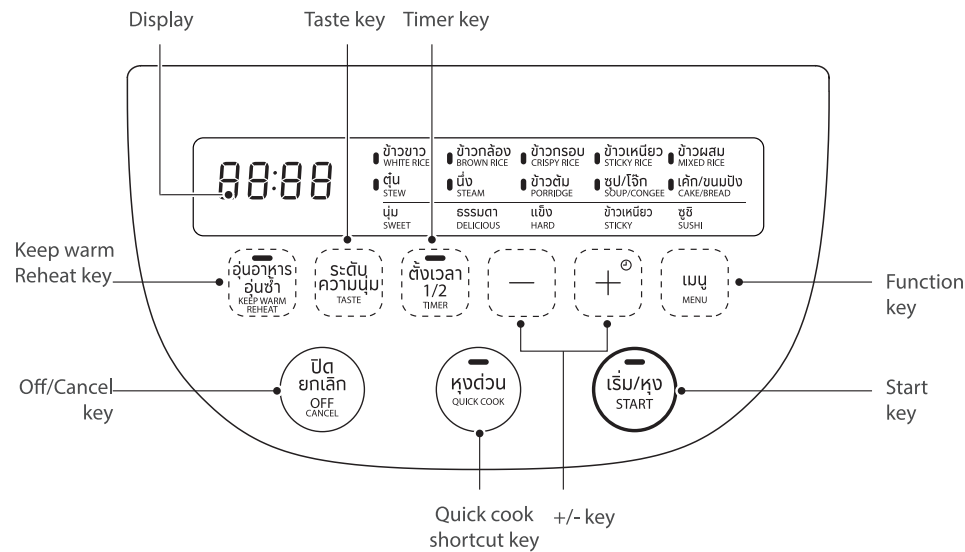 Display
Taste key
Timer key
88:88
ข้าวขาว
WHITE RICE
ข้าวกล้อง
BROWN RICE
ข้าวกรอบ
CRISPY RICE
ข้าวเหนียว
STICKY RICE
ข้าวผสม
MIXED RICE
ตุ๋น
STEW
นึ่ง
STEAM
ข้าวต้ม
PORRIDGE
ซุป/โจ๊ก
SOUP/CONGEE
เค้ก/ขนมปัง
CAKE/BREAD
นุ่ม
SWEET
ธรรมดา
DELICIOUS
แข็ง
HARD
ข้าวเหนียว
STICKY
ซูชิ
SUSHI
Keep warm
Reheat key
อุ่นอาหาร
อุ่นซ้ำ
KEEP WARM
REHEAT
ระดับ
ความนุ่ม
TASTE
ตั้งเวลา
1/2
TIMER
−
+
เมนู
MENU
Function
key
Off/Cancel
key
ปิด
ยกเลิก
OFF
CANCEL
หุงด่วน
QUICK COOK
เริ่ม/หุง
START
Start
key
Quick cook
shortcut key
+/- key